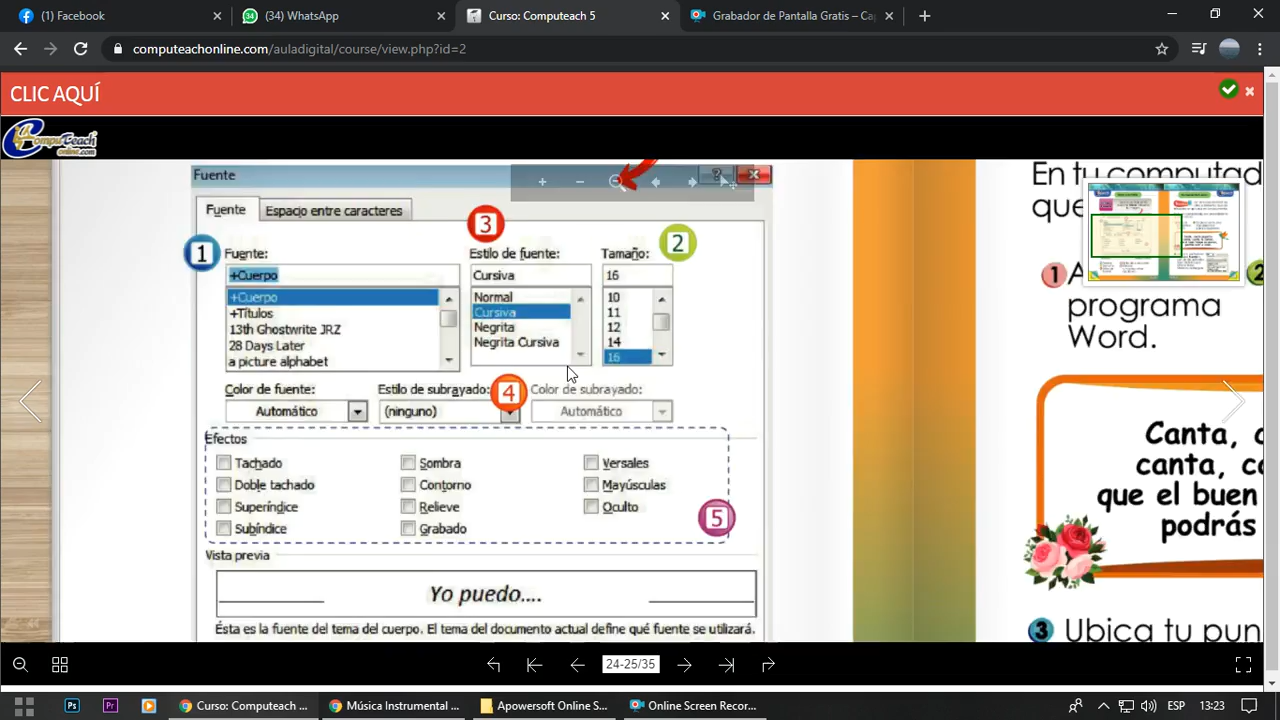 (1) Facebook
(34) WhatsApp
Curso: Computeach 5
Grabador de Pantalla Gratis – Ca
computeachonline.com/auladigital/course/view.php?id=2
CLIC AQUÍ
CompuTeach
online.com
Fuente
Fuente
Espacio entre caracteres
1
Fuente:
3
Estilo de fuente:
Tamaño:
2
+Cuerpo
Cursiva
16
+Cuerpo
+Títulos
13th Ghostwrite JRZ
28 Days Later
a picture alphabet
Normal
Cursiva
Negrita
Negrita Cursiva
10
11
12
14
16
Color de fuente:
Estilo de subrayado:
4
Color de subrayado:
Automático
(ninguno)
Automático
Efectos
Tachado
Doble tachado
Superíndice
Subíndice
Sombra
Contorno
Relieve
Grabado
Versales
Mayúsculas
Oculto
5
Vista previa
Yo puedo....
Ésta es la fuente del tema del cuerpo. El tema del documento actual define qué fuente se utilizará.
En tu computad
que
1 A
2
programa
Word.
Canta, c
canta, c
que el buen
podrás
3 Ubica tu pun
24-25/35
Ps
Pr
Curso: Computeach ...
Música Instrumental ...
Apowersoft Online S...
Online Screen Recor...
ESP
13:23